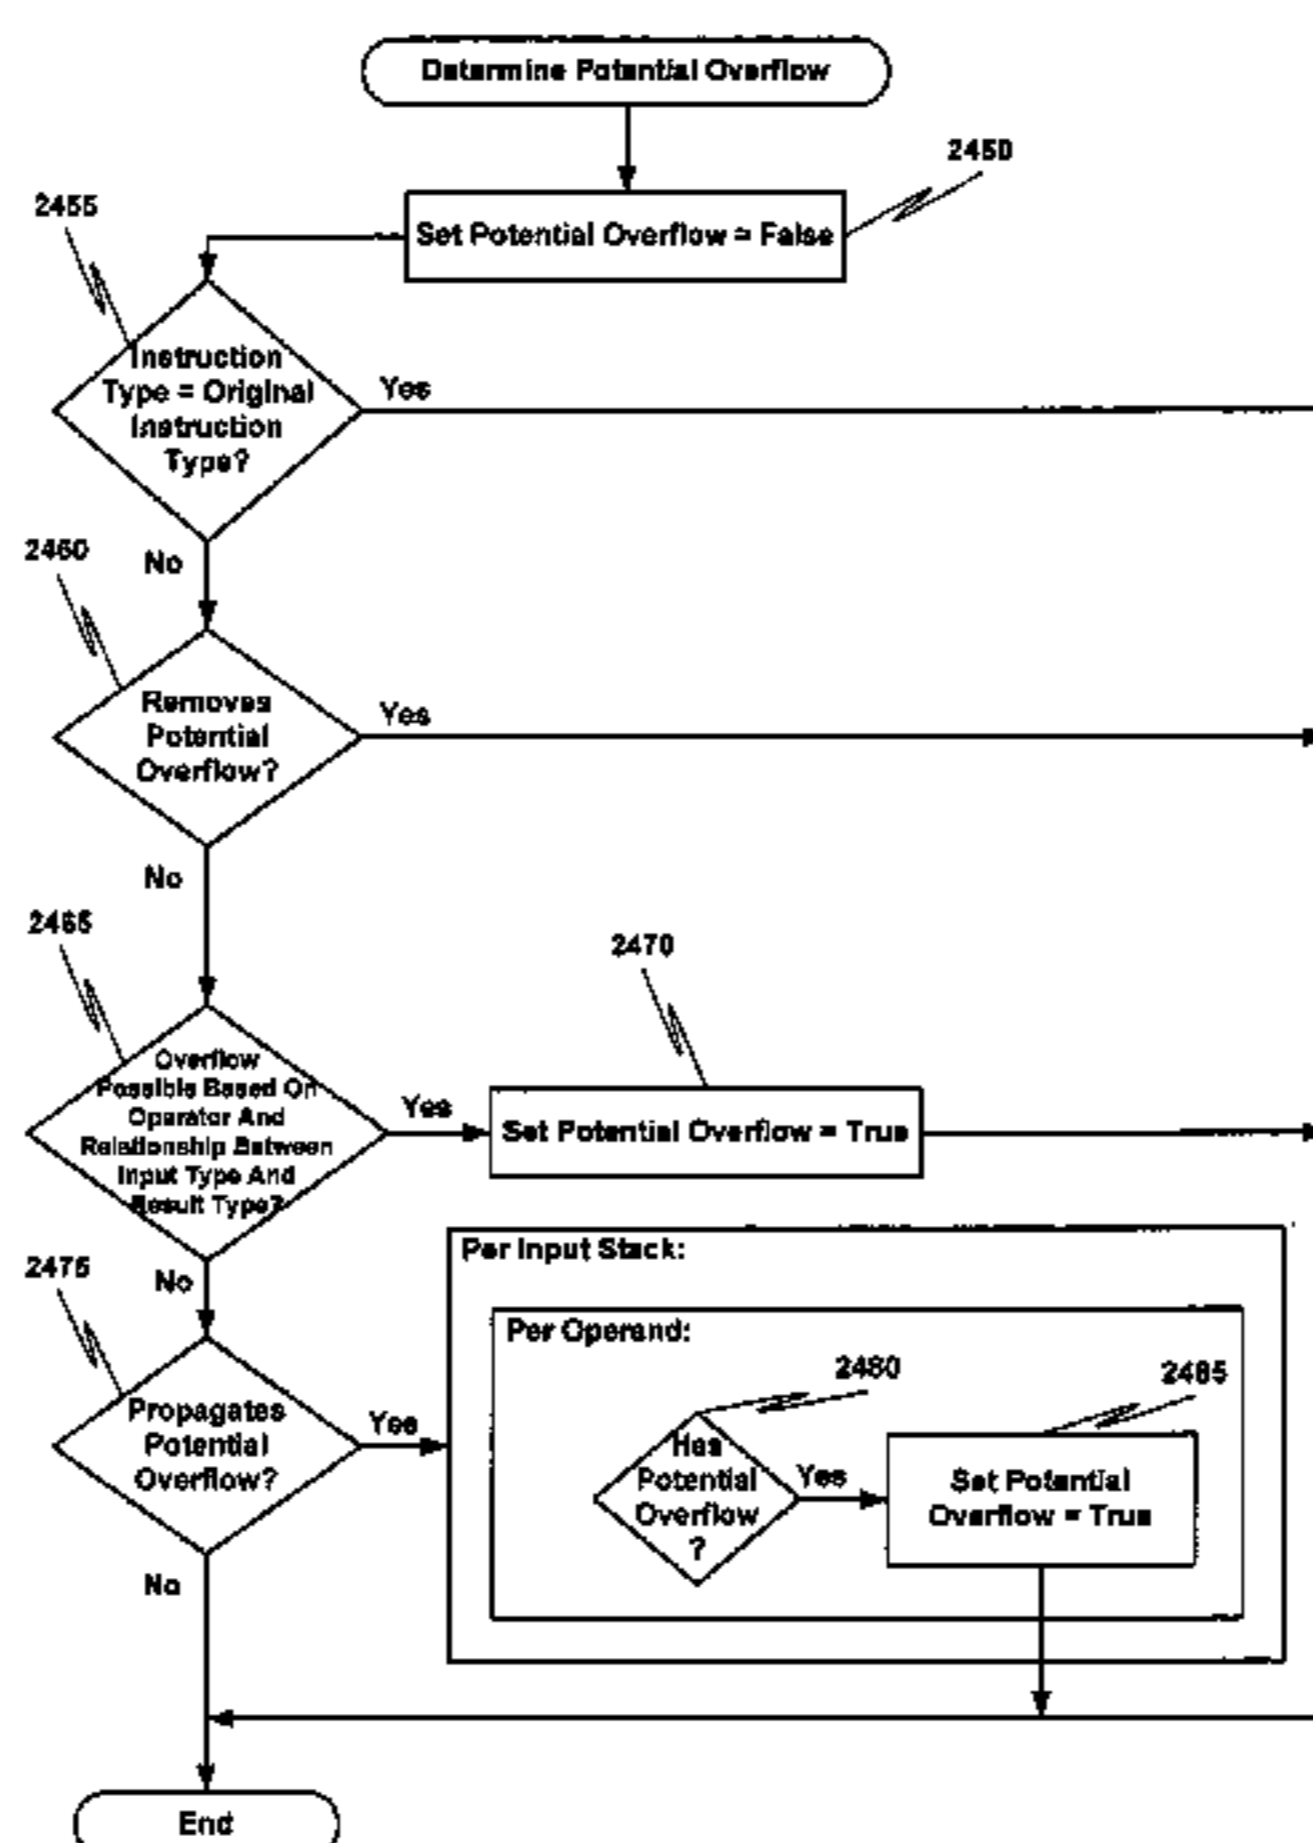 Determine Potential Overflow
2450
Set Potential Overflow = False
2455
Instruction
Type = Original
Instruction
Type?
Yes
No
2460
Removes
Potential
Overflow?
Yes
No
2465
Overflow
Possible Based On
Operator And
Relationship Between
Input Type And
Result Type?
Yes
2470
Set Potential Overflow = True
No
2475
Propagates
Potential
Overflow?
Yes
No
Per Input Stack:
Per Operand:
2480
Has
Potential
Overflow
?
Yes
2485
Set Potential
Overflow = True
End